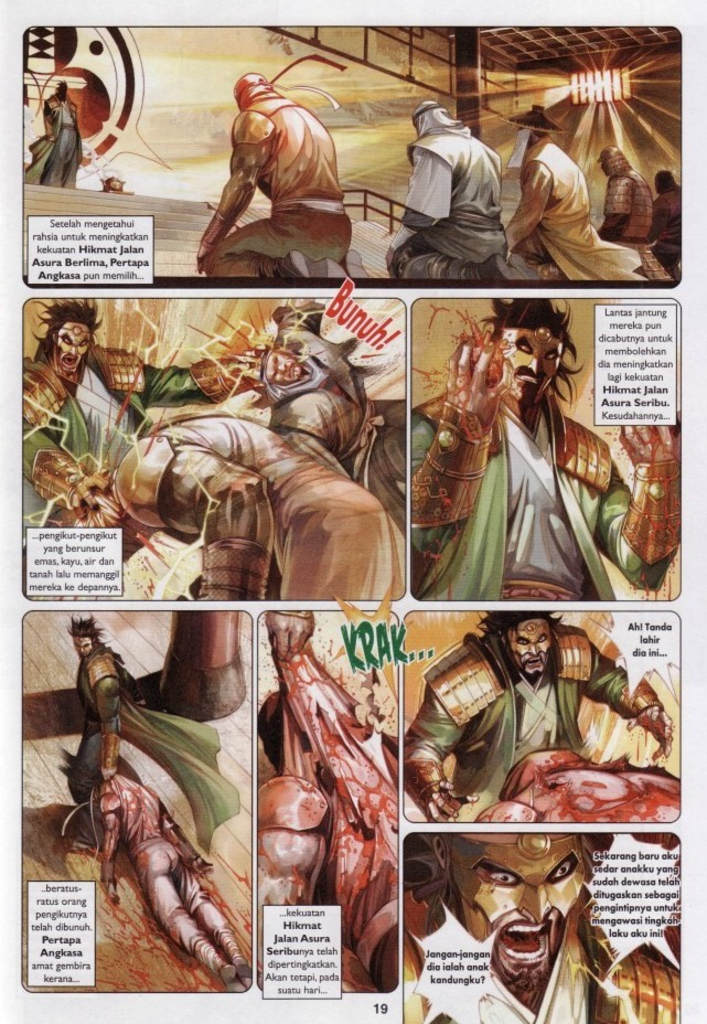 Setelah mengetahui
rahsia untuk meningkatkan
kekuatan Hikmat Jalan
Asura Berlima, Pertapa
Angkasa pun memilih...
Bunuh!
...pengikut-pengikut
yang berunsur
emas, kayu, air dan
tanah lalu memanggil
mereka ke depannya.
Lantas jantung
mereka pun
dicabutnya untuk
membolehkan
dia meningkatkan
lagi kekuatan
Hikmat Jalan
Asura Seribu.
Kesudahannya...
...beratus-
ratus orang
pengikutnya
telah dibunuh.
Pertapa
Angkasa
amat gembira
kerana...
KRAK...
...kekuatan
Hikmat
Jalan Asura
Seribunya telah
dipertingkatkan.
Akan tetapi, pada
suatu hari...
Ah! Tanda
lahir
dia ini...
Sekarang baru aku
sedar anakku yang
sudah dewasa telah
ditugaskan sebagai
pengintipnya untuk
mengawasi tingkah-
laku aku ini!
Jangan-jangan
dia ialah anak
kandungku?
19